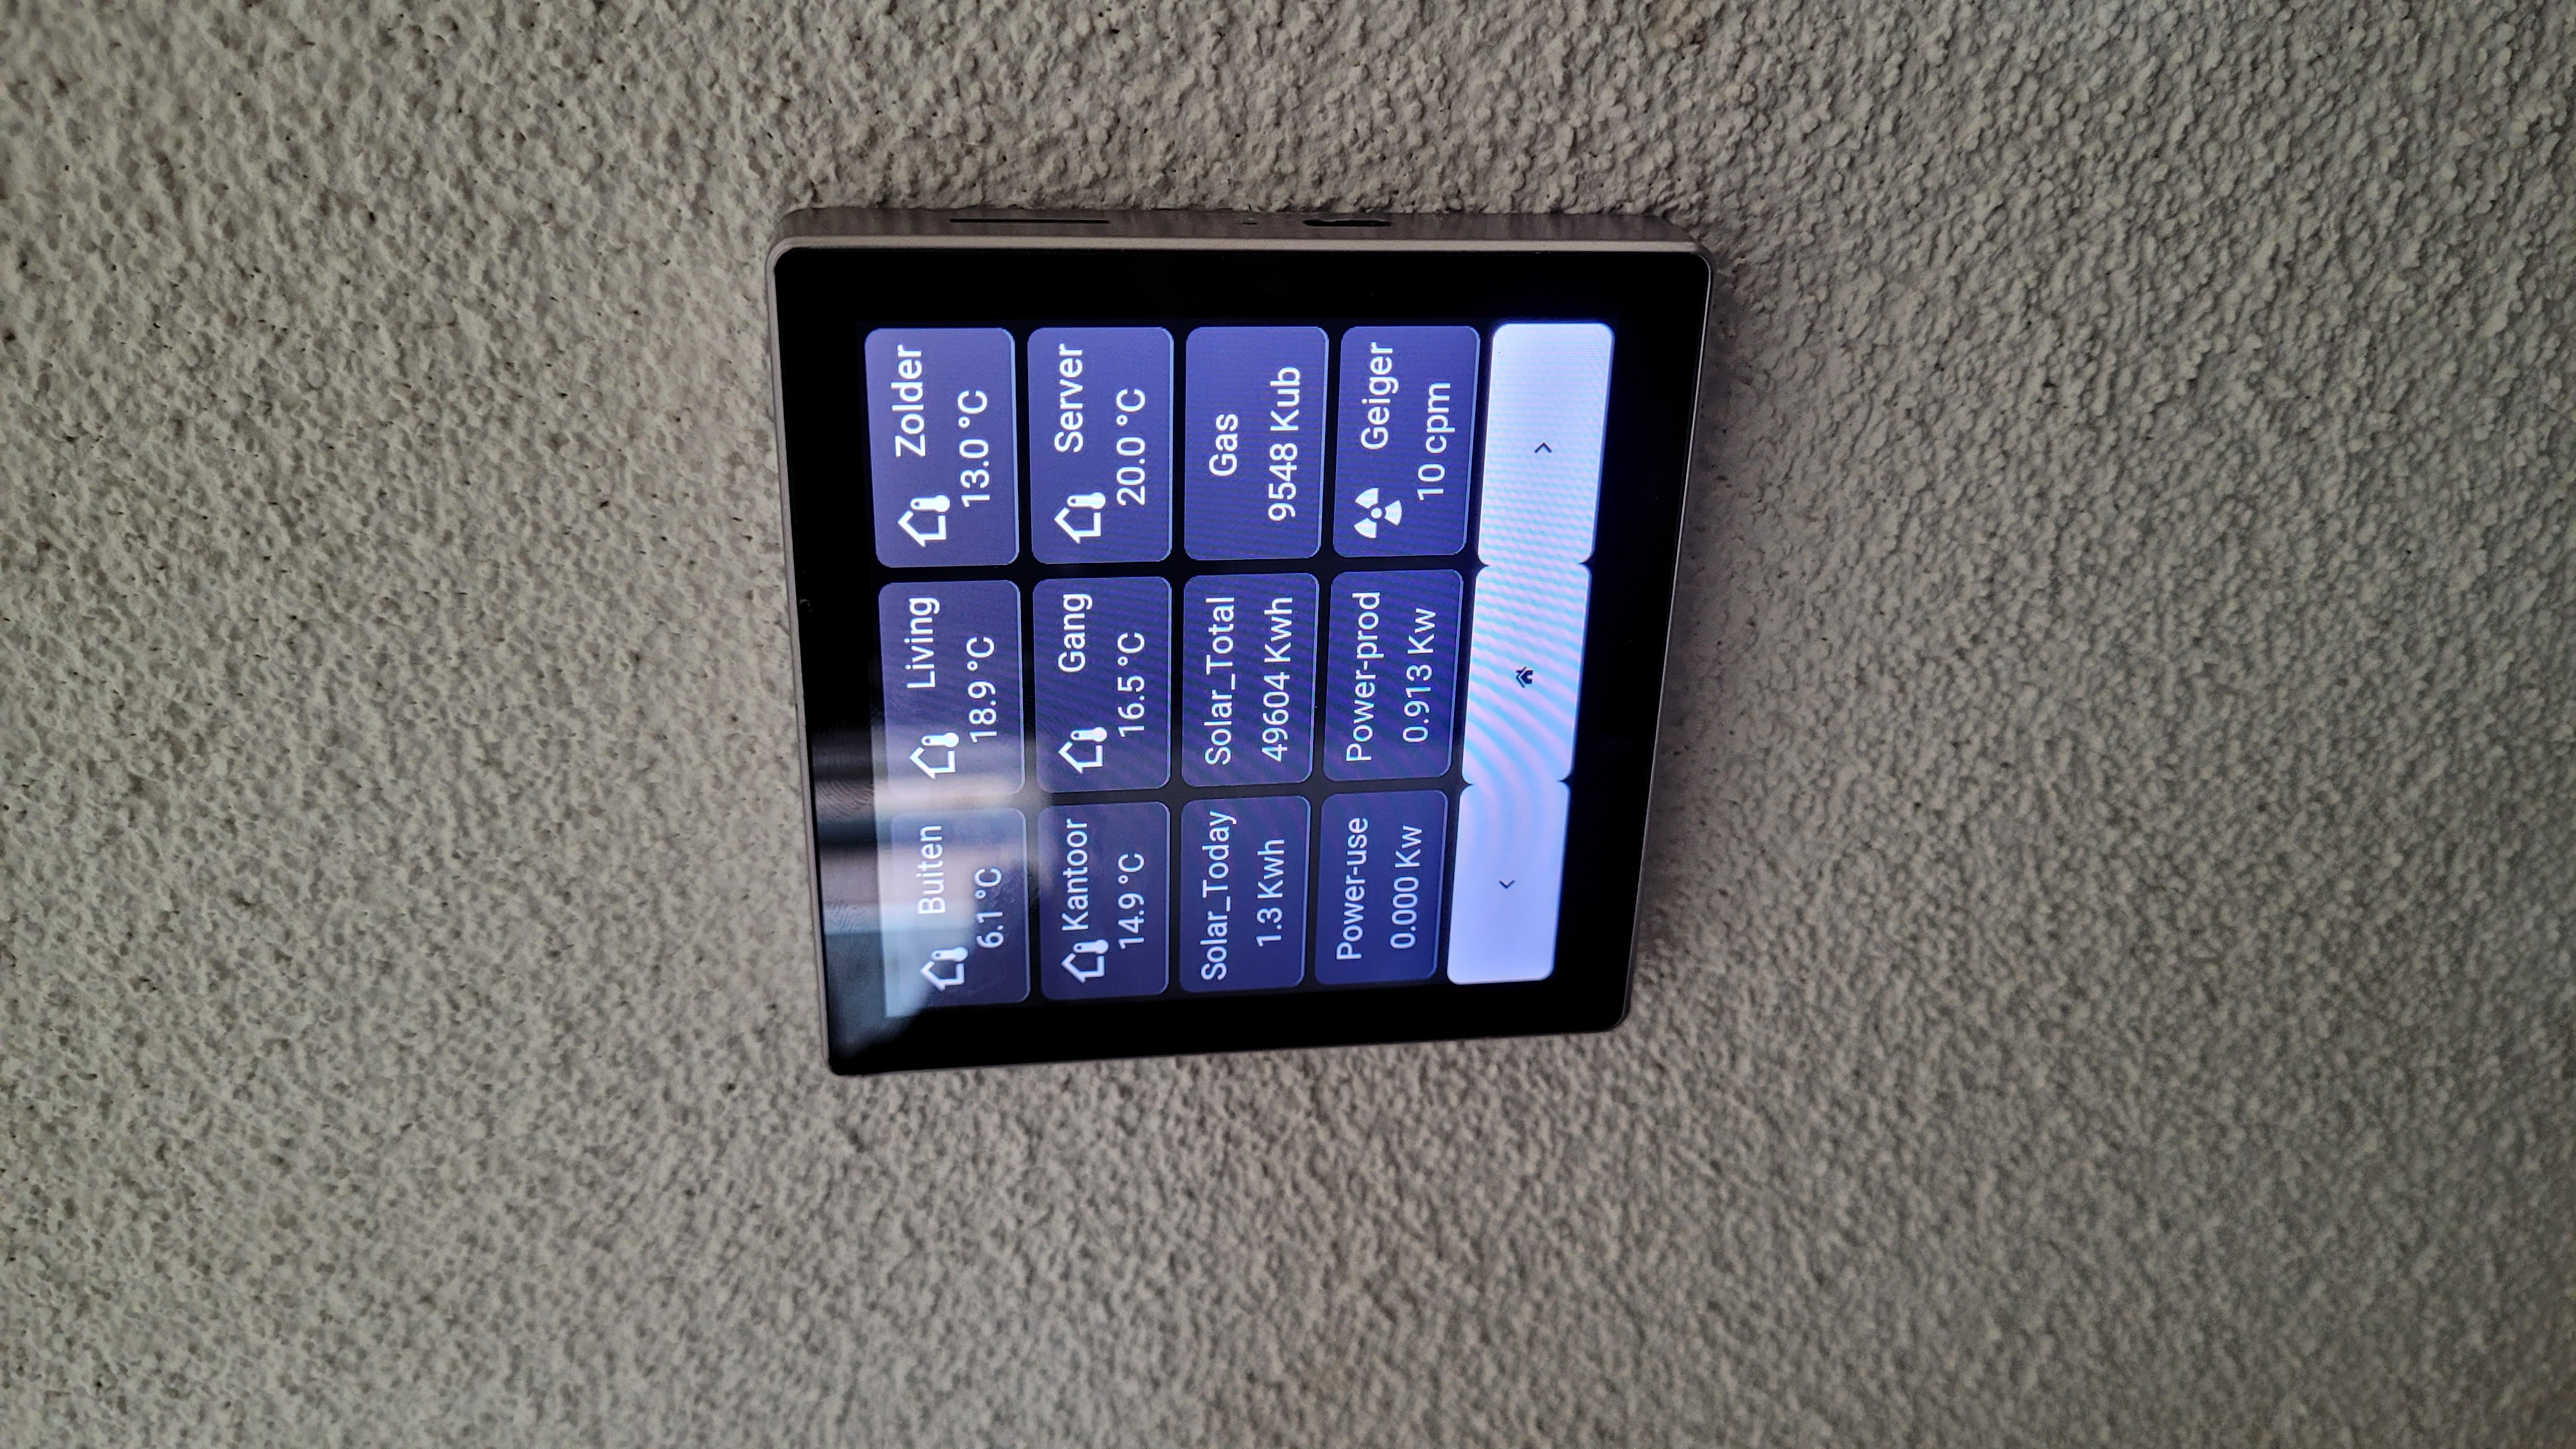 Buiten
6.1 °C
Living
18.9 °C
Zolder
13.0 °C
Kantoor
14.9 °C
Gang
16.5 °C
Server
20.0 °C
Solar_Today
1.3 Kwh
Solar_Total
49604 Kwh
Gas
9548 Kub
Power-use
0.000 Kw
Power-prod
0.913 Kw
Geiger
10 cpm